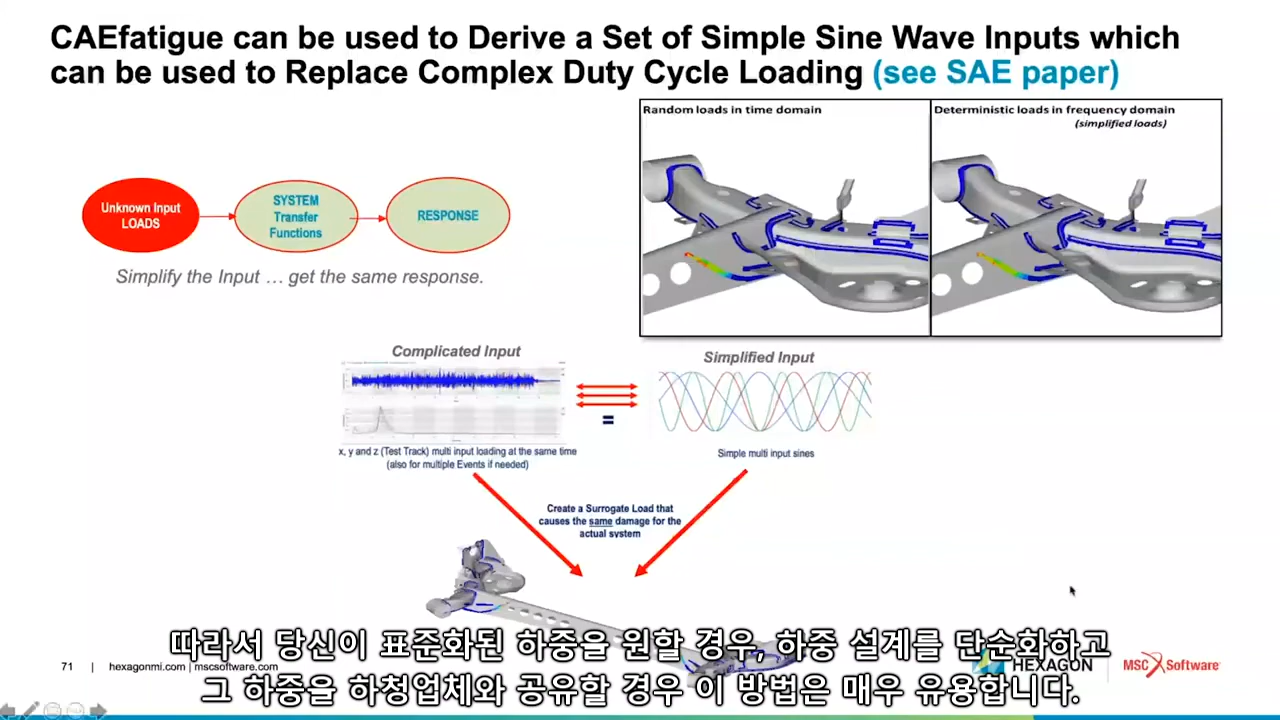 CAEfatigue can be used to Derive a Set of Simple Sine Wave Inputs which
can be used to Replace Complex Duty Cycle Loading (see SAE paper)
Random loads in time domain
Deterministic loads in frequency domain
(simplified loads)
Unknown Input
LOADS
SYSTEM
Transfer
Functions
RESPONSE
Simplify the Input … get the same response.
Complicated Input
Simplified Input
=
x, y and z (Test Track) multi input loading at the same time
(also for multiple Events if needed)
Simple multi input sines
Create a Surrogate Load that
causes the same damage for the
actual system
따라서 당신이 표준화된 하중을 원할 경우, 하중 설계를 단순화하고
그 하중을 하청업체와 공유할 경우 이 방법은 매우 유용합니다.
71 | hexagonmi.com | mscsoftware.com
HEXAGON
MSC Software